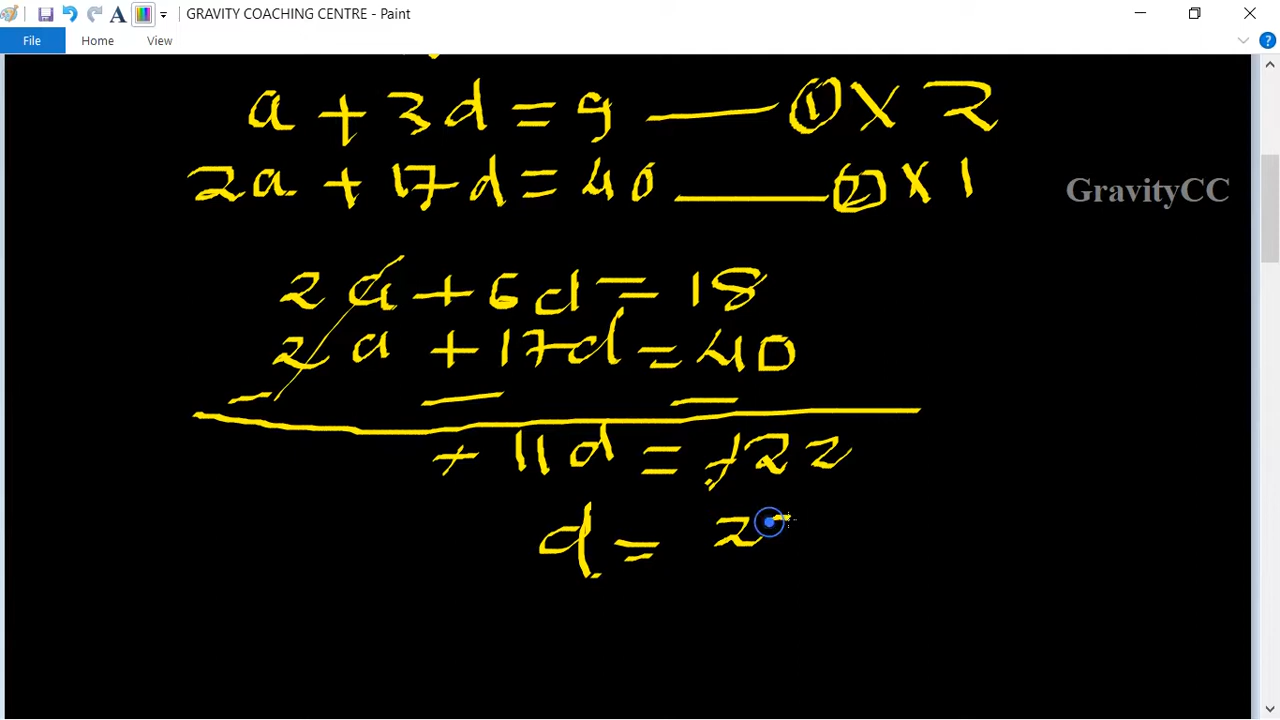 GRAVITY COACHING CENTRE - Paint
File Home View
a + 3d = 9 — ① × 2
2a + 17d = 40 — ② × 1
GravityCC
2a + 6d = 18
2a + 17d = 40
— — —
+ 11d = +22
d = 2